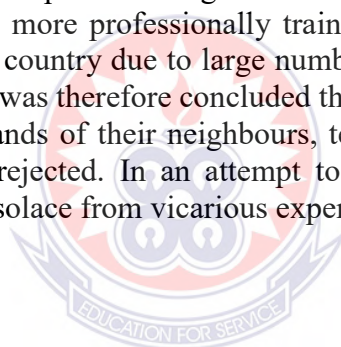 more professionally train
country due to large numb
was therefore concluded th
ands of their neighbours, t
rejected. In an attempt to
solace from vicarious exper
EDUCATION FOR SERVICE